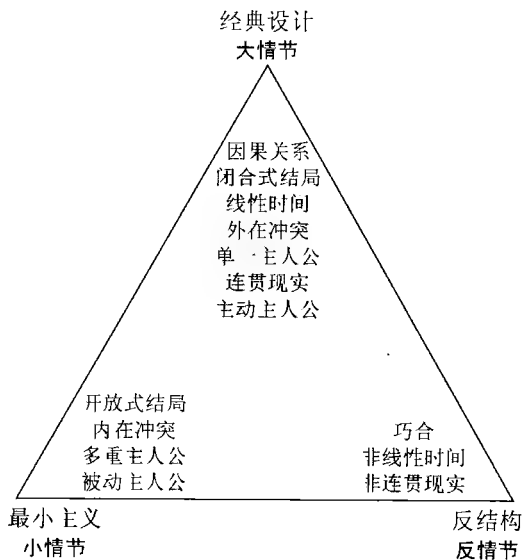 经典设计
大情节
因果关系
闭合式结局
线性时间
外在冲突
单一主人公
连贯现实
主动主人公
开放式结局
内在冲突
多重主人公
被动主人公
巧合
非线性时间
非连贯现实
最小主义
小情节
反结构
反情节